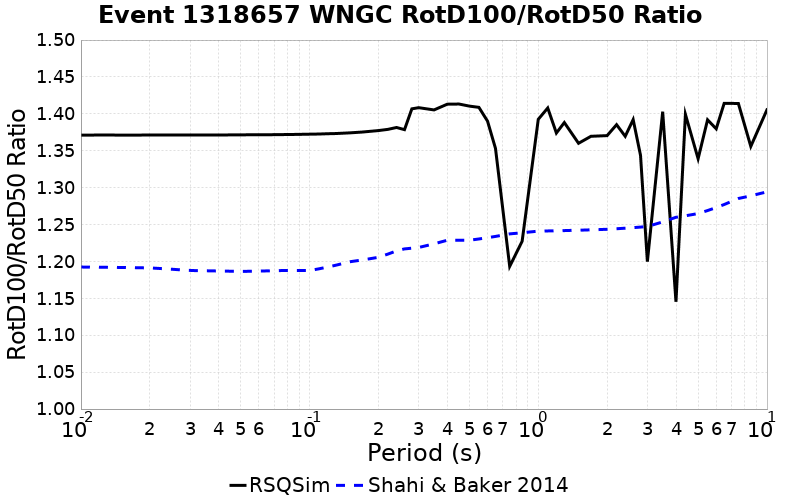 Event 1318657 WNGC RotD100/RotD50 Ratio
RotD100/RotD50 Ratio
1.50
1.45
1.40
1.35
1.30
1.25
1.20
1.15
1.10
1.05
1.00
10-2 2 3 4 5 6 10-1 2 3 4 5 6 7 100 2 3 4 5 6 7 101
Period (s)
RSQSim Shahi & Baker 2014